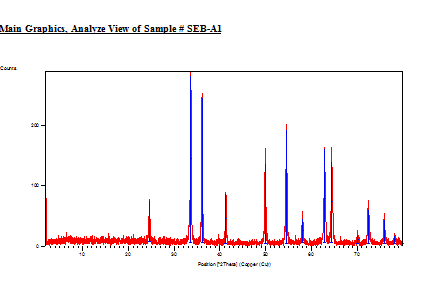 Main Graphics, Analyze View of Sample # SEB-A1
Counts
200
100
0
10 20 30 40 50 60 70
Position [°2Theta] (Copper (Cu))